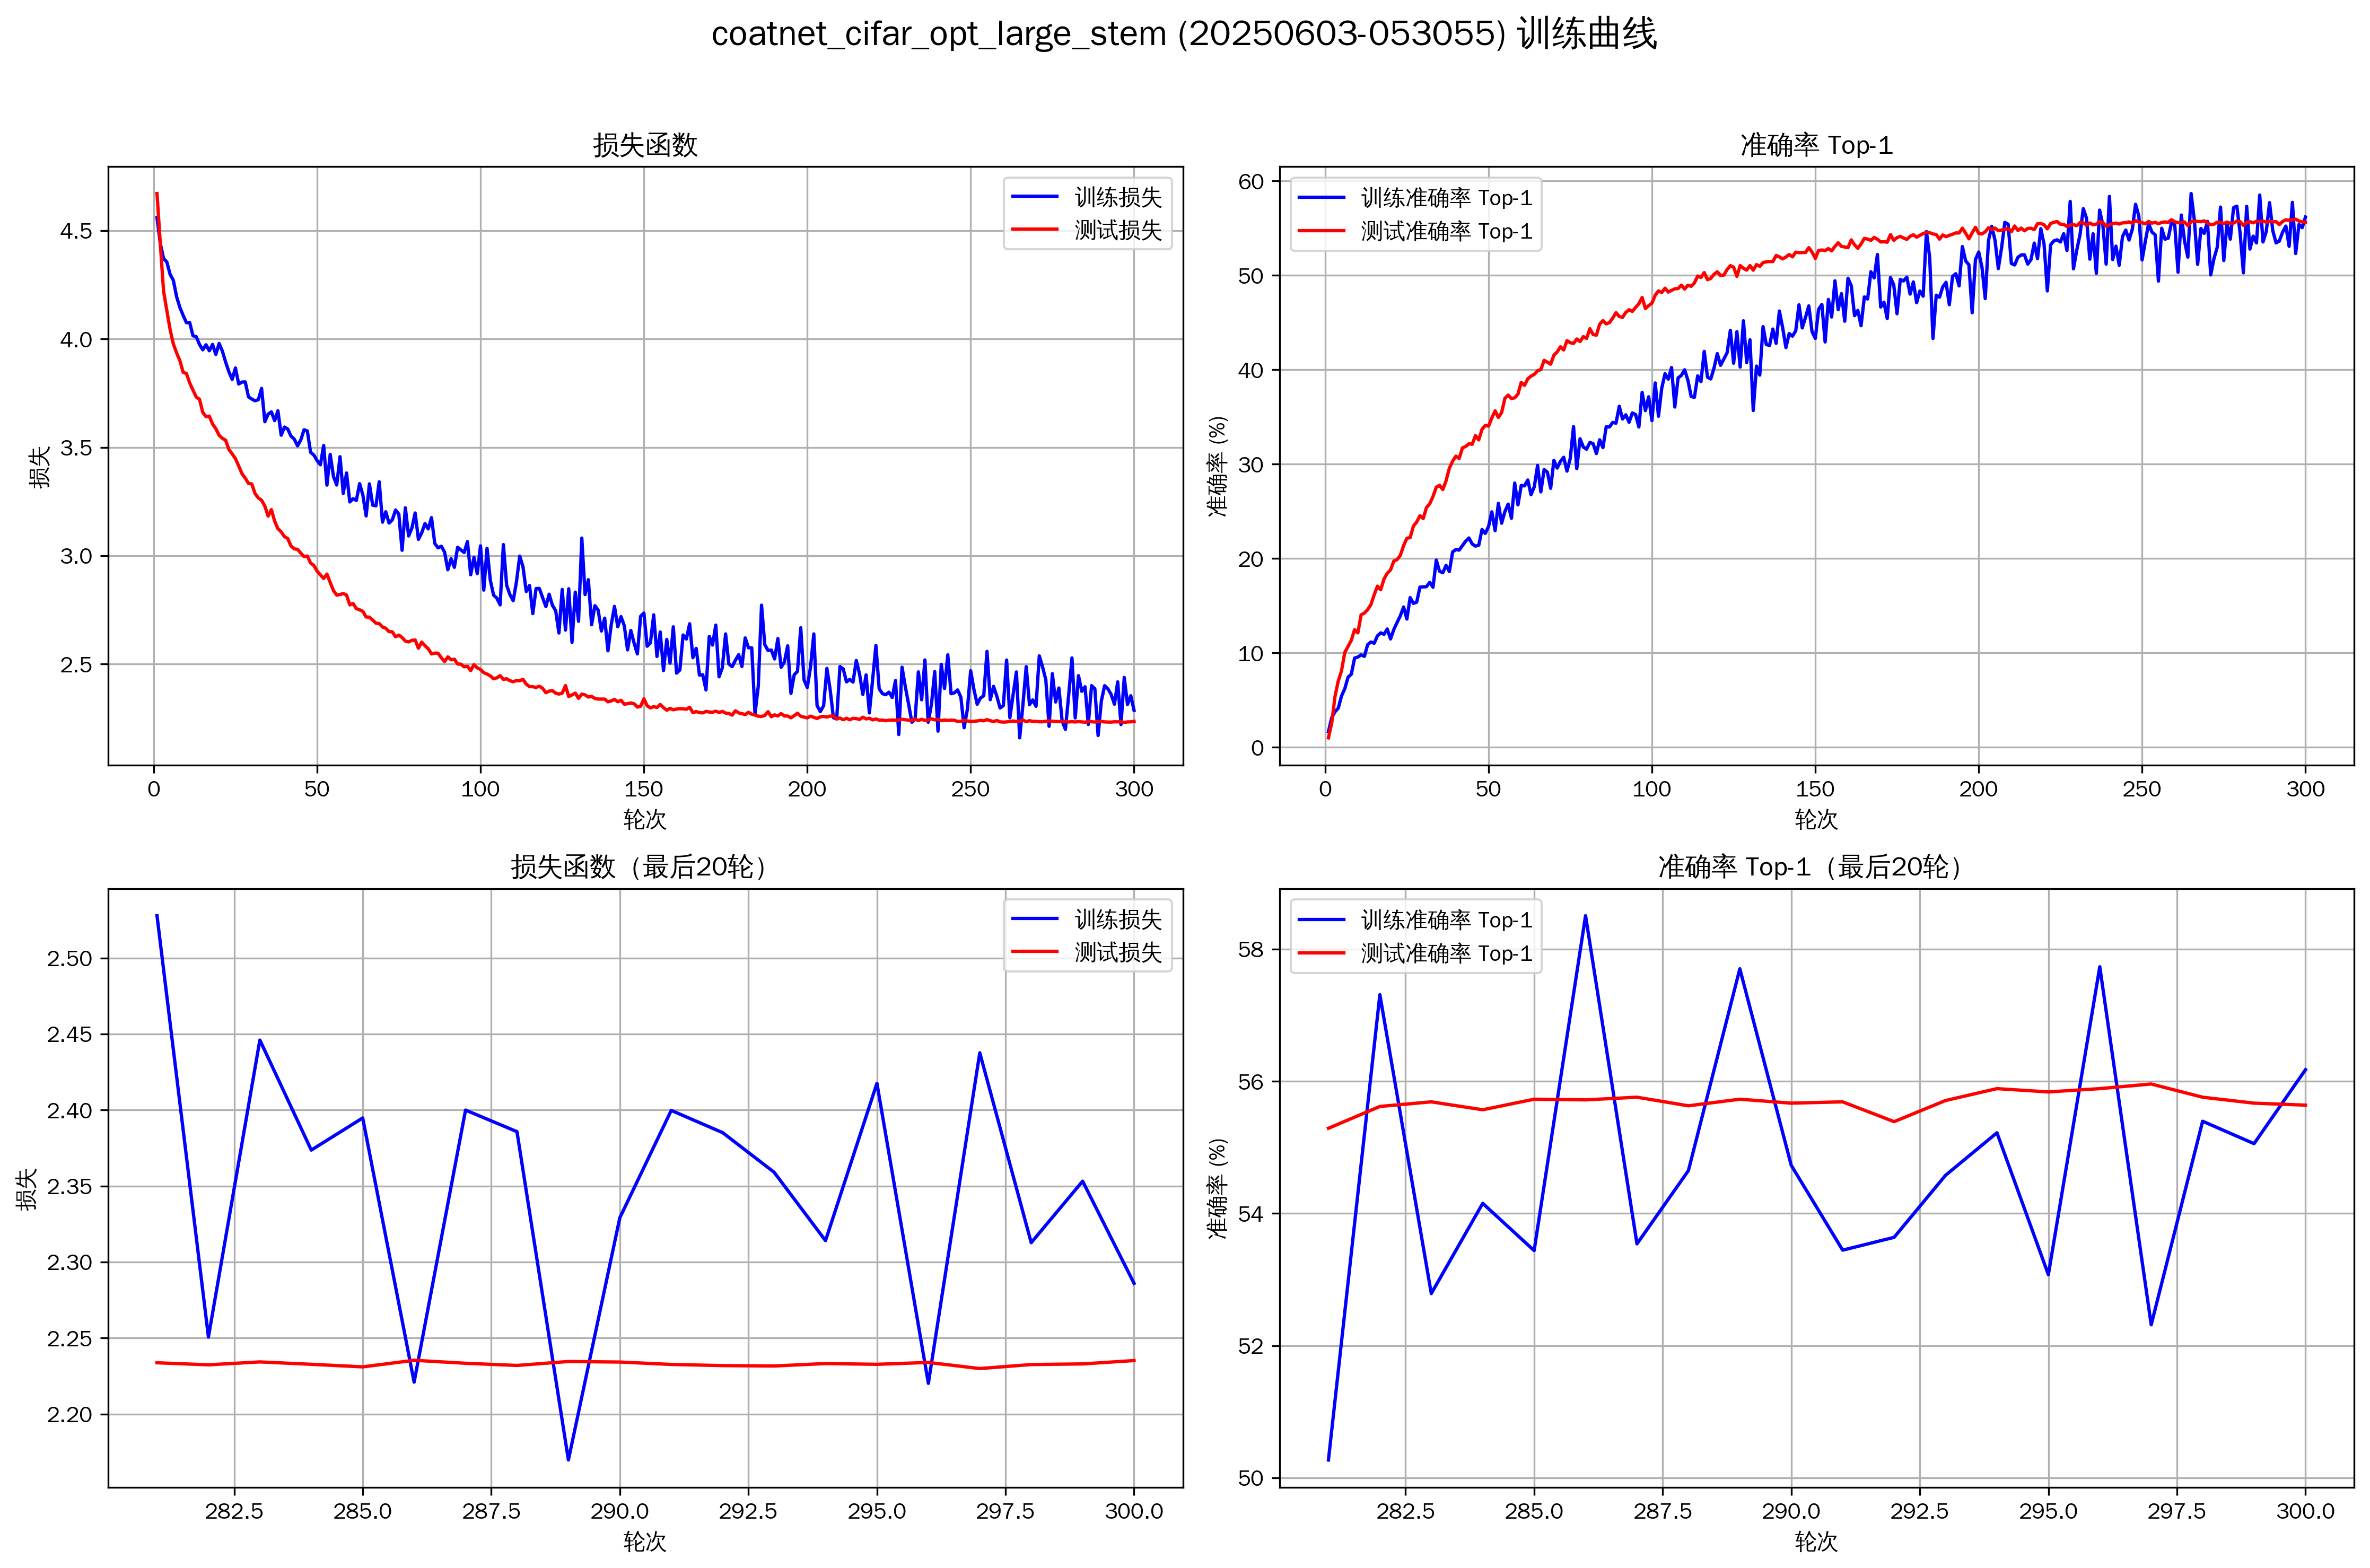 coatnet_cifar_opt_large_stem (20250603-053055) 训练曲线
损失函数
训练损失
测试损失
4.5
4.0
3.5
3.0
2.5
损失
0
50
100
150
200
250
300
轮次
准确率 Top-1
训练准确率 Top-1
测试准确率 Top-1
60
50
40
30
20
10
0
准确率 (%)
0
50
100
150
200
250
300
轮次
损失函数（最后20轮）
训练损失
测试损失
2.50
2.45
2.40
2.35
2.30
2.25
2.20
损失
282.5
285.0
287.5
290.0
292.5
295.0
297.5
300.0
轮次
准确率 Top-1（最后20轮）
训练准确率 Top-1
测试准确率 Top-1
58
56
54
52
50
准确率 (%)
282.5
285.0
287.5
290.0
292.5
295.0
297.5
300.0
轮次